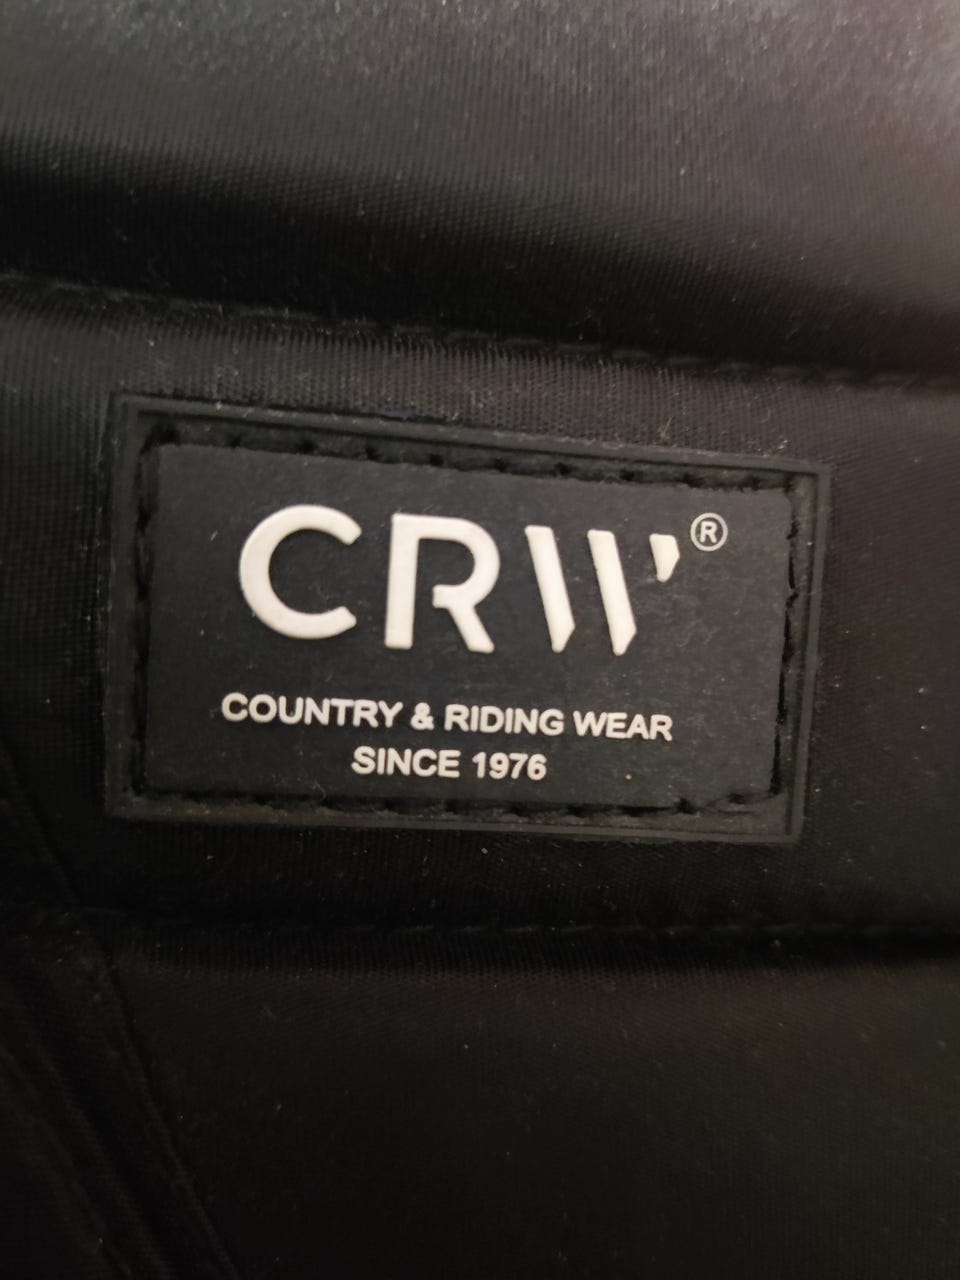 CRW®
COUNTRY & RIDING WEAR
SINCE 1976